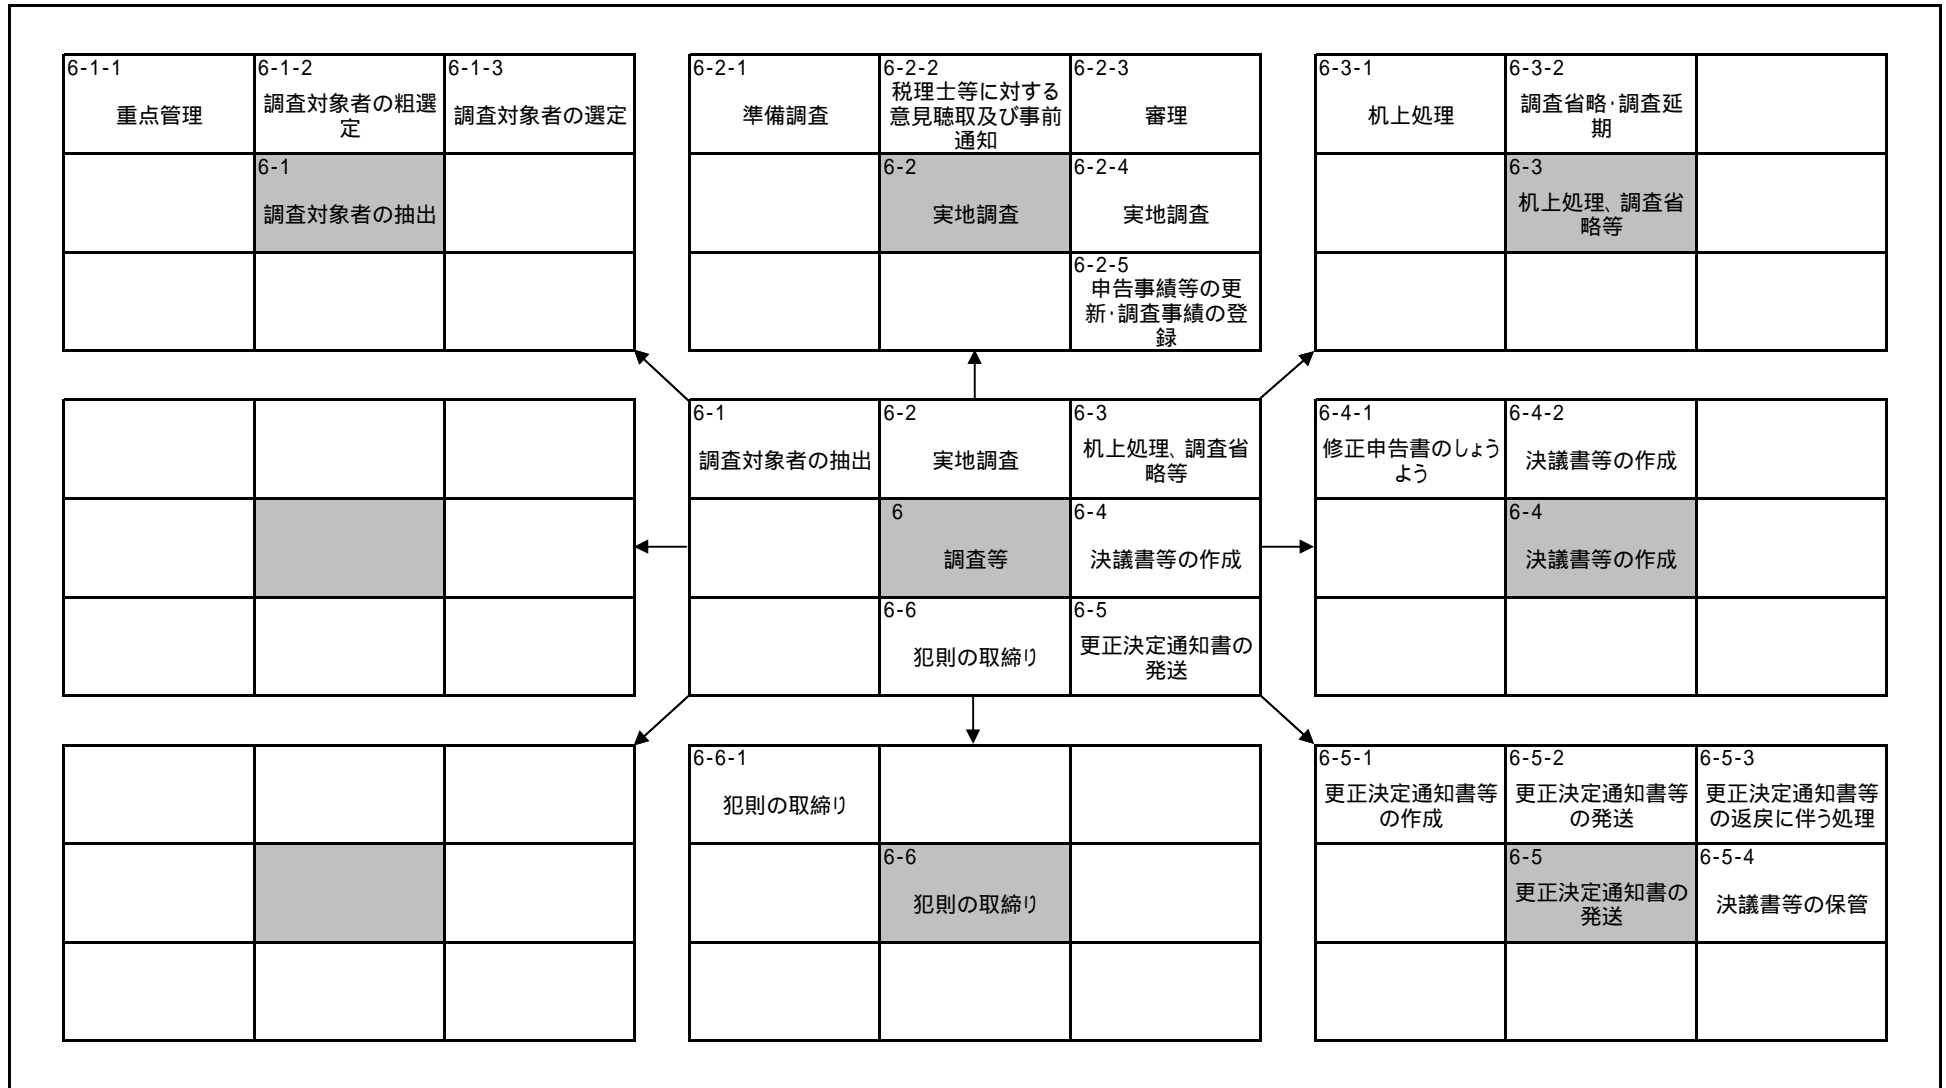 6-1-1
重点管理
6-1-2
調査対象者の粗選
定
6-1-3
調査対象者の選定
6-1
調査対象者の抽出
6-2-1
準備調査
6-2-2
税理士等に対する
意見聴取及び事前
通知
6-2-3
審理
6-2
実地調査
6-2-4
実地調査
6-2-5
申告事績等の更
新・調査事績の登
録
6-3-1
机上処理
6-3-2
調査省略・調査延
期
6-3
机上処理、調査省
略等
6-1
調査対象者の抽出
6-2
実地調査
6-3
机上処理、調査省
略等
6
調査等
6-4
決議書等の作成
6-6
犯則の取締り
6-5
更正決定通知書の
発送
6-4-1
修正申告書のしょう
よう
6-4-2
決議書等の作成
6-4
決議書等の作成
6-6-1
犯則の取締り
6-6
犯則の取締り
6-5-1
更正決定通知書等
の作成
6-5-2
更正決定通知書等
の発送
6-5-3
更正決定通知書等
の返戻に伴う処理
6-5
更正決定通知書の
発送
6-5-4
決議書等の保管